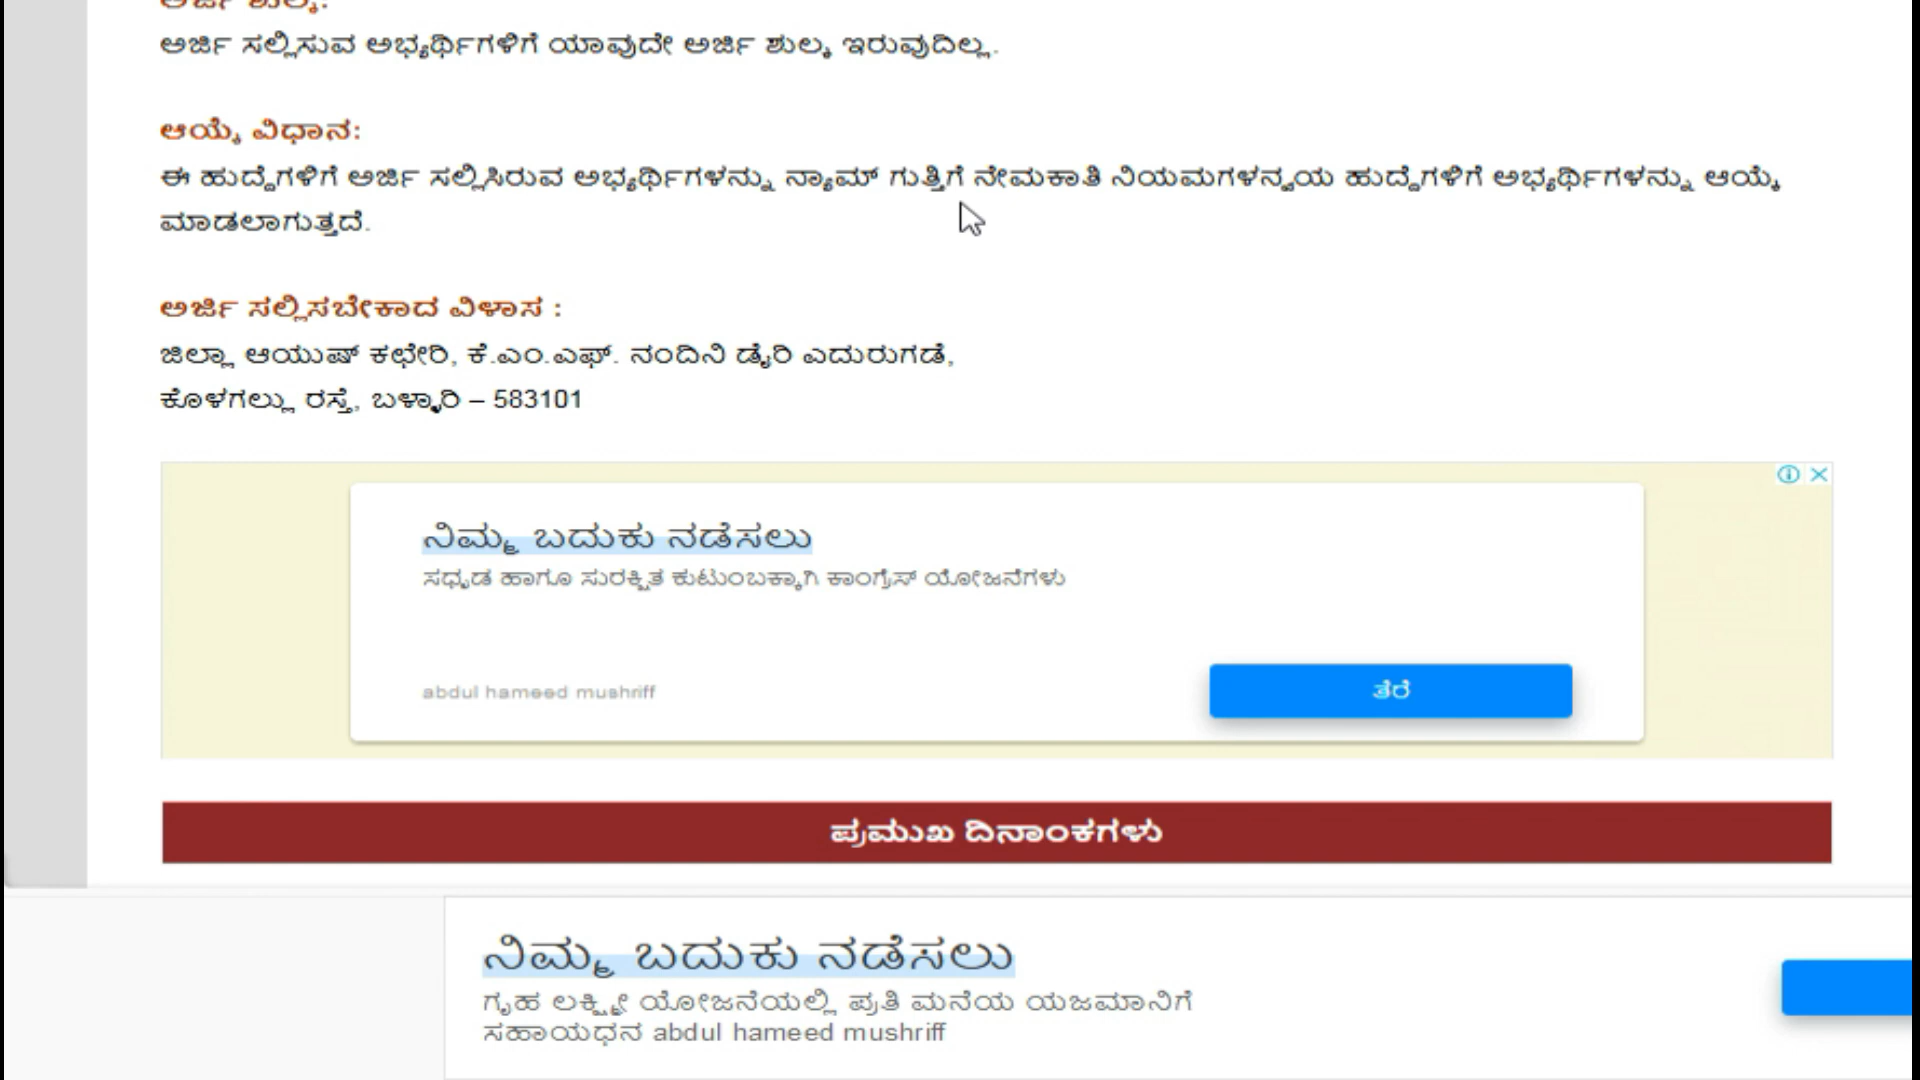 ಅರ್ಜಿ ಶುಲ್ಕ:
ಅರ್ಜಿ ಸಲ್ಲಿಸುವ ಅಭ್ಯರ್ಥಿಗಳಿಗೆ ಯಾವುದೇ ಅರ್ಜಿ ಶುಲ್ಕ ಇರುವುದಿಲ್ಲ.
ಆಯ್ಕೆ ವಿಧಾನ:
ಈ ಹುದ್ದೆಗಳಿಗೆ ಅರ್ಜಿ ಸಲ್ಲಿಸಿರುವ ಅಭ್ಯರ್ಥಿಗಳನ್ನು ನ್ಯಾಮ್ ಗುತ್ತಿಗೆ ನೇಮಕಾತಿ ನಿಯಮಗಳನ್ವಯ ಹುದ್ದೆಗಳಿಗೆ ಅಭ್ಯರ್ಥಿಗಳನ್ನು ಆಯ್ಕೆ
ಮಾಡಲಾಗುತ್ತದೆ.
ಅರ್ಜಿ ಸಲ್ಲಿಸಬೇಕಾದ ವಿಳಾಸ :
ಜಿಲ್ಲಾ ಆಯುಷ್ ಕಛೇರಿ, ಕೆ.ಎಂ.ಎಫ್. ನಂದಿನಿ ಡೈರಿ ಎದುರುಗಡೆ,
ಕೊಳಗಲ್ಲು ರಸ್ತೆ, ಬಳ್ಳಾರಿ – 583101
ನಿಮ್ಮ ಬದುಕು ನಡೆಸಲು
ಸಧೃಡ ಹಾಗೂ ಸುರಕ್ಷಿತ ಕುಟುಂಬಕ್ಕಾಗಿ ಕಾಂಗ್ರೆಸ್ ಯೋಜನೆಗಳು
abdul hameed mushriff
ತೆರೆ
ಪ್ರಮುಖ ದಿನಾಂಕಗಳು
ನಿಮ್ಮ ಬದುಕು ನಡೆಸಲು
ಗೃಹ ಲಕ್ಷ್ಮೀ ಯೋಜನೆಯಲ್ಲಿ ಪ್ರತಿ ಮನೆಯ ಯಜಮಾನಿಗೆ
ಸಹಾಯಧನ abdul hameed mushriff